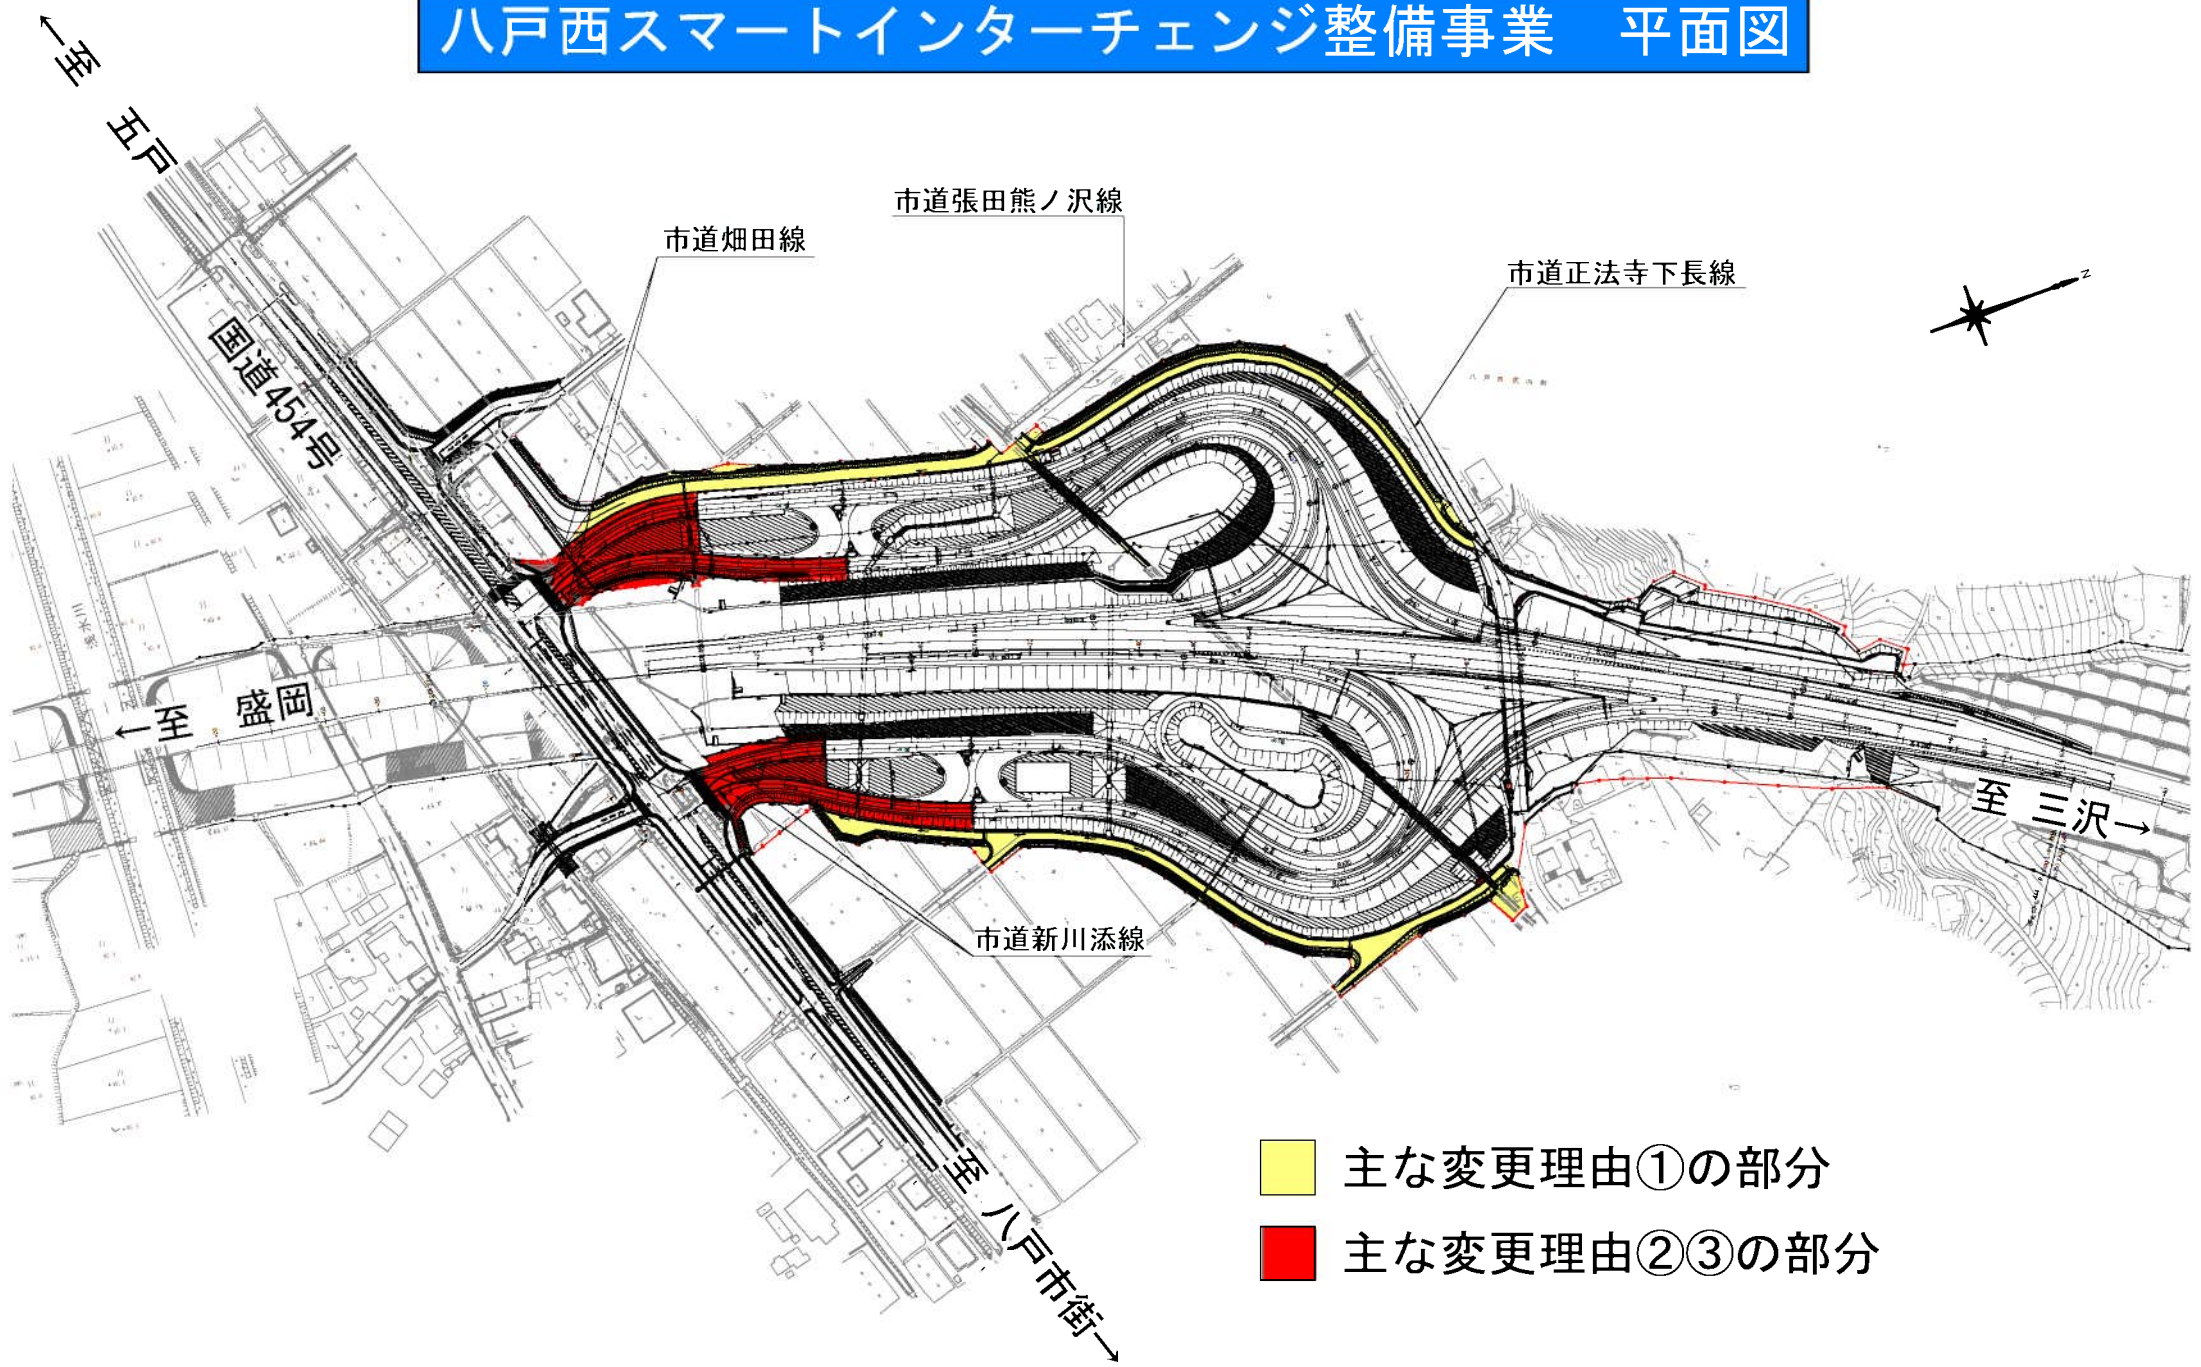 八戸西スマートインターチェンジ整備事業　平面図
←至　五戸
市道張田熊ノ沢線
市道畑田線
市道正法寺下長線
N
国道454号
←至　盛岡
至 三沢→
市道新川添線
至 八戸市街→
主な変更理由①の部分
主な変更理由②③の部分